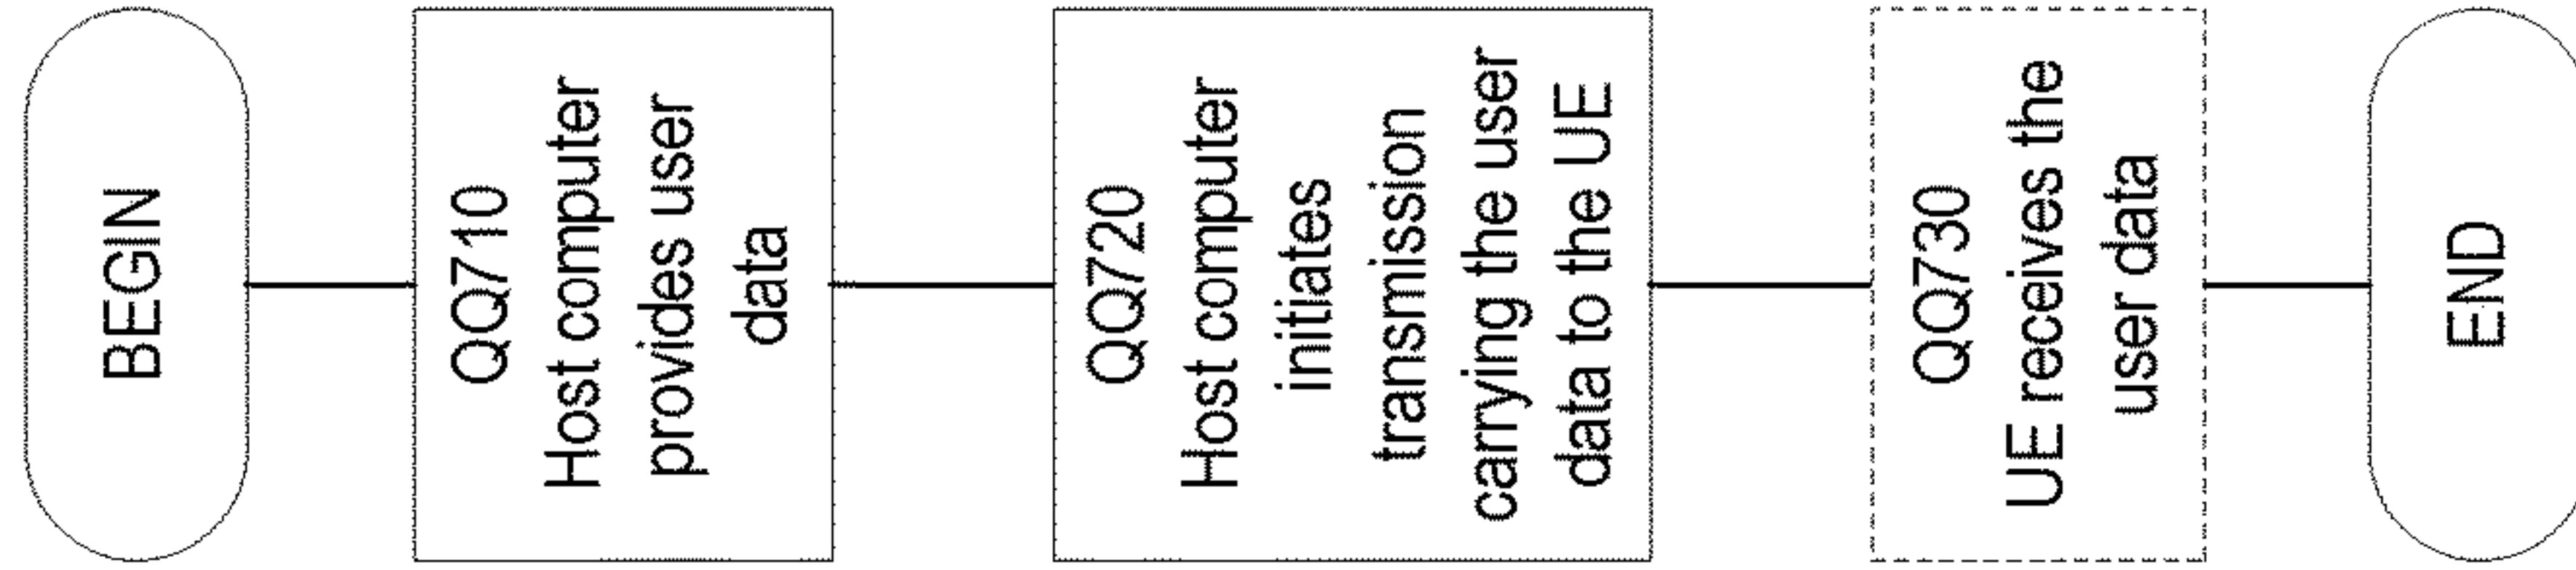 BEGIN
QQ710
Host computer
provides user
data
QQ720
Host computer
initiates
transmission
carrying the user
data to the UE
QQ730
UE receives the
user data
END